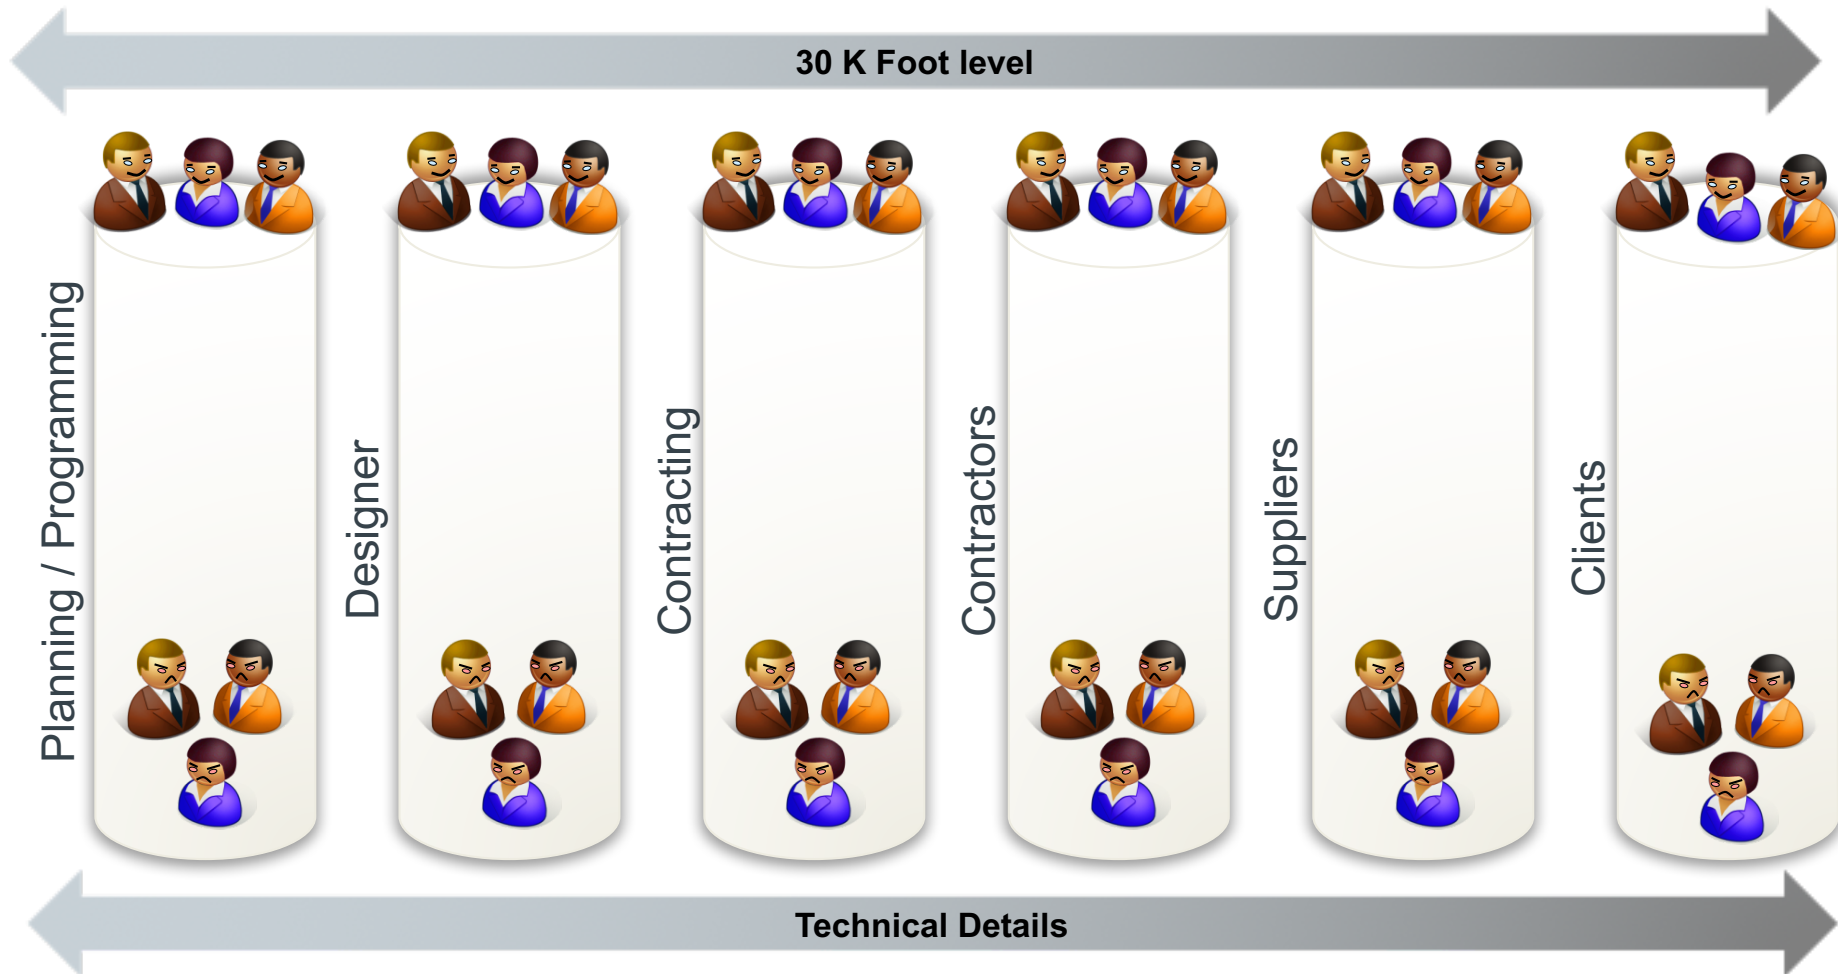 30 K Foot level
Planning / Programming
Designer
Contracting
Contractors
Suppliers
Clients
Technical Details